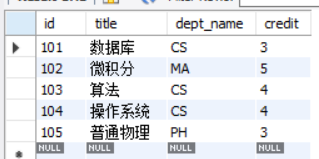 id title dept_name credit
101 数据库 CS 3
102 微积分 MA 5
103 算法 CS 4
104 操作系统 CS 4
105 普通物理 PH 3
NULL NULL NULL NULL